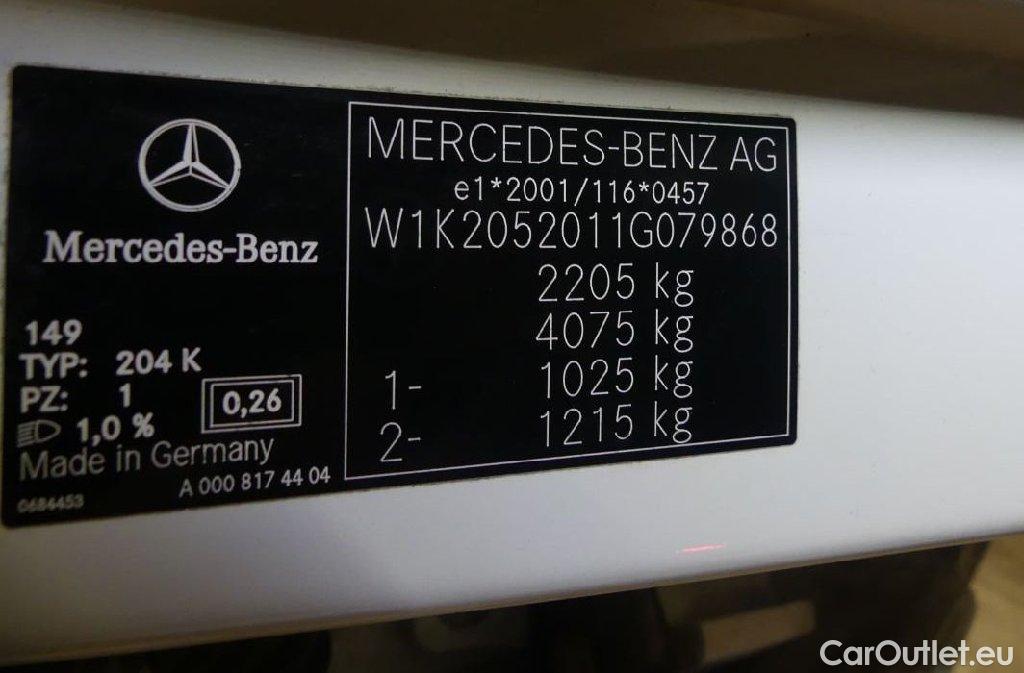 Mercedes-Benz
149
TYP: 204 K
PZ: 1
1,0 %
0,26
Made in Germany
A 000 817 44 04
0684453
MERCEDES-BENZ AG
e1*2001/116*0457
W1K2052011G079868
2205 kg
4075 kg
1- 1025 kg
2- 1215 kg
CarOutlet.eu